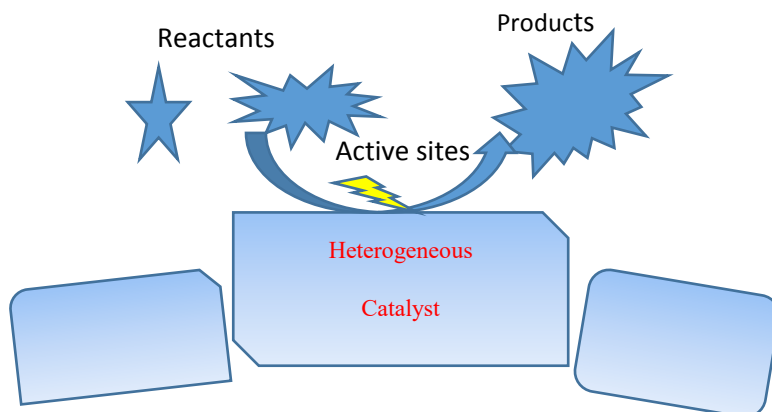 Reactants
Products
Active sites
Heterogeneous
Catalyst